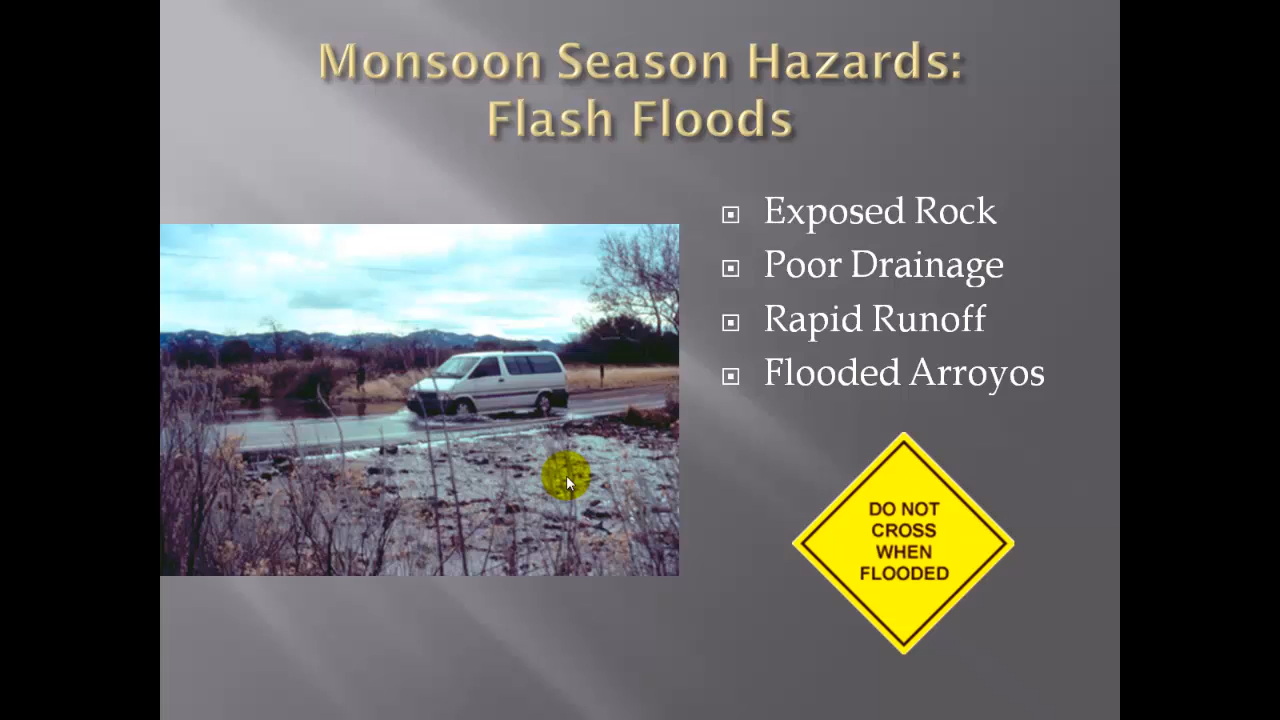 Monsoon Season Hazards:
Flash Floods
Exposed Rock
Poor Drainage
Rapid Runoff
Flooded Arroyos
DO NOT
CROSS
WHEN
FLOODED